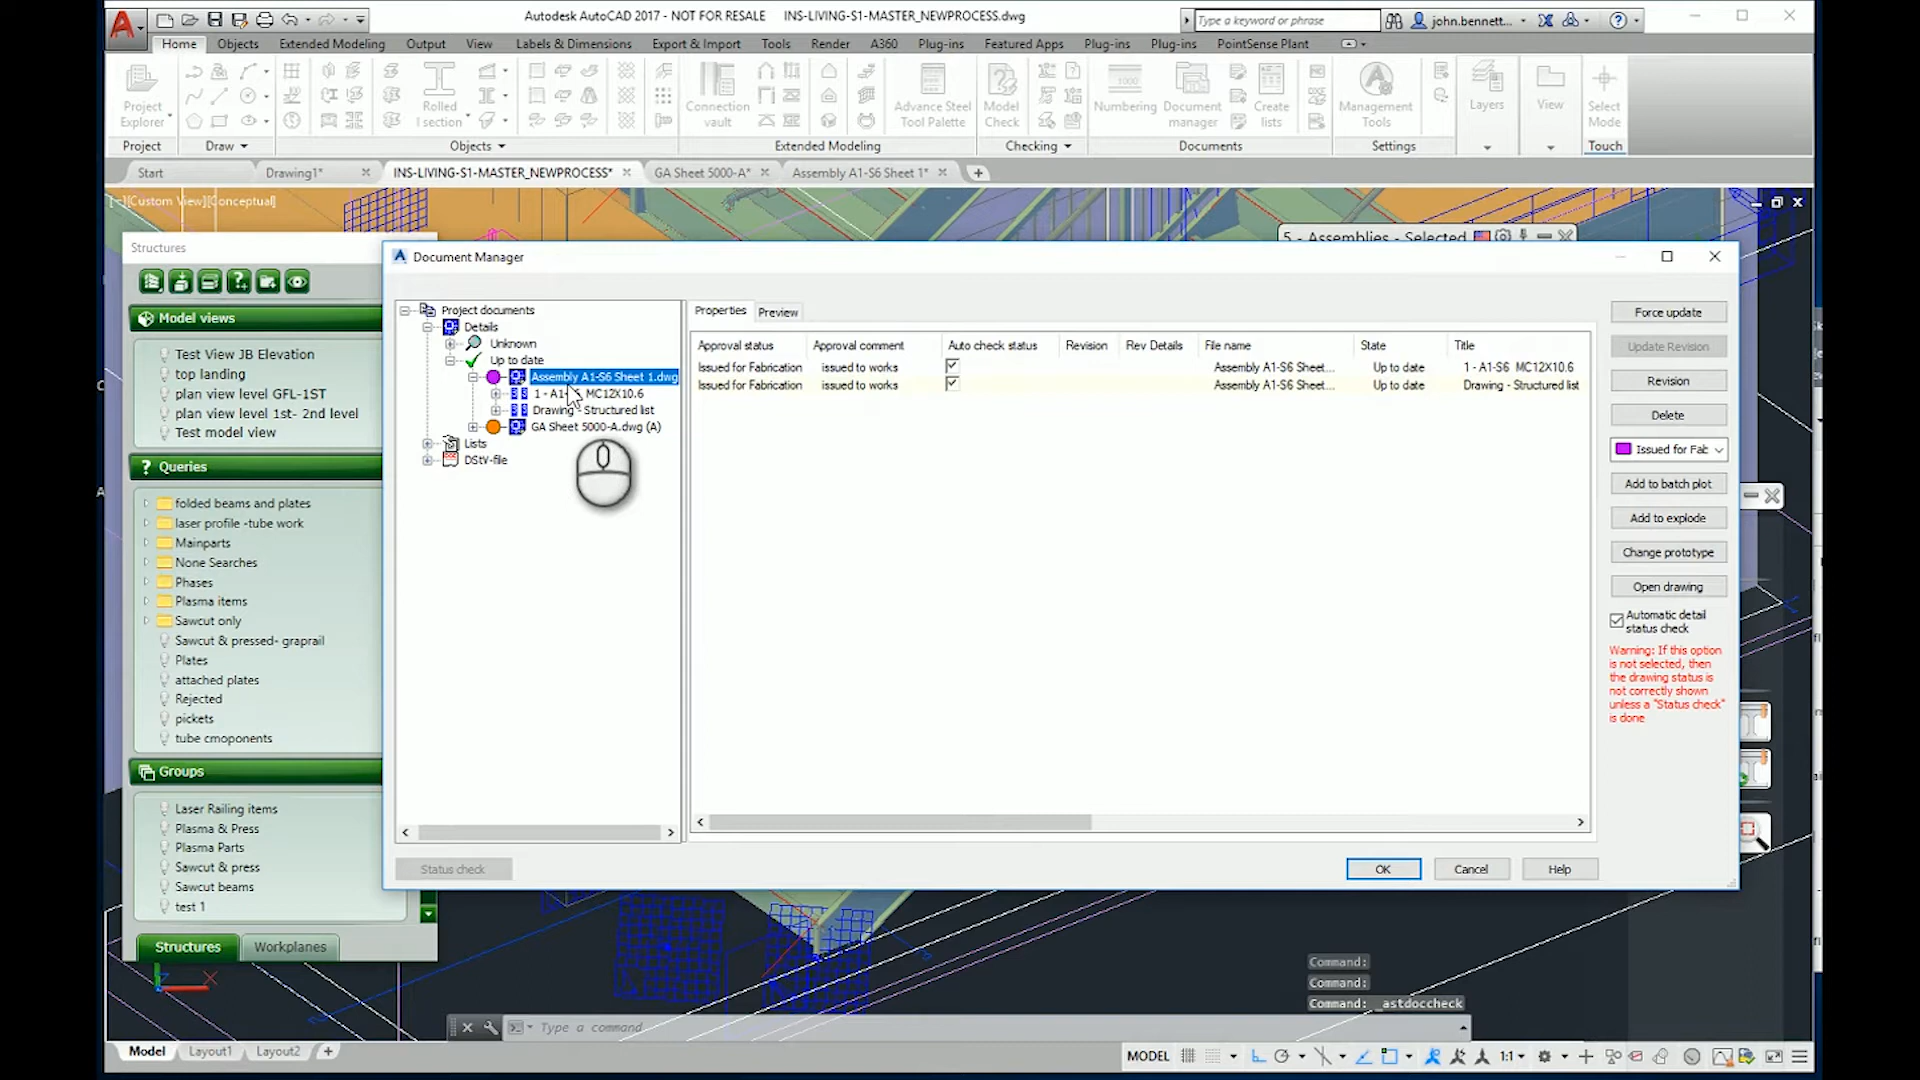 Autodesk AutoCAD 2017 - NOT FOR RESALE INS-LIVING-S1-MASTER_NEWPROCESS.dwg
Type a keyword or phrase
john.bennett...
Home Objects Extended Modeling Output View Labels & Dimensions Export & Import Tools Render A360 Plug-ins Featured Apps Plug-ins Plug-ins PointSense Plant
Project Explorer
Rolled I section
Connection vault
Advance Steel Tool Palette
Model Check
Numbering
Document manager
Create lists
Management Tools
Layers
View
Select Mode
Project Draw Objects Extended Modeling Checking Documents Settings Touch
Start Drawing1* INS-LIVING-S1-MASTER_NEWPROCESS* GA Sheet 5000-A* Assembly A1-S6 Sheet 1*
[-][Custom View][Conceptual]
5 - Assemblies - Selected
Structures
Model views
Test View JB Elevation
top landing
plan view level GFL-1ST
plan view level 1st- 2nd level
Test model view
Queries
folded beams and plates
laser profile -tube work
Mainparts
None Searches
Phases
Plasma items
Sawcut only
Sawcut & pressed- graprail
Plates
attached plates
Rejected
pickets
tube cmoponents
Groups
Laser Railing items
Plasma & Press
Plasma Parts
Sawcut & press
Sawcut beams
test 1
Structures Workplanes
Document Manager
Project documents
Details
Unknown
Up to date
Assembly A1-S6 Sheet 1.dwg
1 - A1- MC12X10.6
Drawing - Structured list
GA Sheet 5000-A.dwg (A)
Lists
DStV-file
Properties Preview
Approval status Approval comment Auto check status Revision Rev Details File name State Title
Issued for Fabrication issued to works Assembly A1-S6 Sheet... Up to date 1 - A1-S6 MC12X10.6
Issued for Fabrication issued to works Assembly A1-S6 Sheet... Up to date Drawing - Structured list
Force update
Update Revision
Revision
Delete
Issued for Fab
Add to batch plot
Add to explode
Change prototype
Open drawing
Automatic detail
status check
Warning: If this option
is not selected, then
the drawing status is
not correctly shown
unless a "Status check"
is done
Status check OK Cancel Help
Command:
Command:
Command: _astdoccheck
Type a command
Model Layout1 Layout2 +
MODEL 1:1